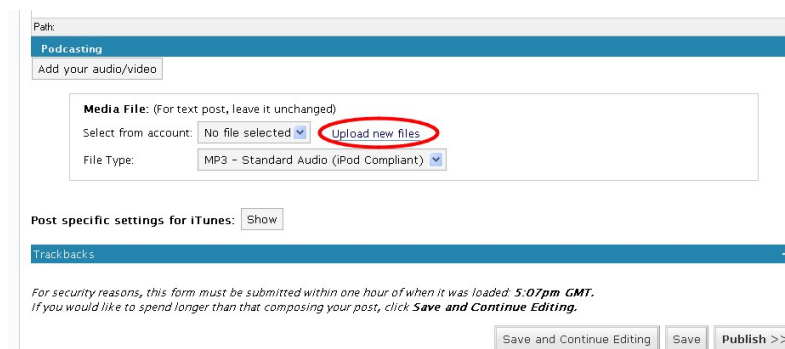 Path:
Podcasting
Add your audio/video
Media File: (For text post, leave it unchanged)
Select from account: No file selected Upload new files
File Type: MP3 - Standard Audio (iPod Compliant)
Post specific settings for iTunes: Show
Trackbacks
For security reasons, this form must be submitted within one hour of when it was loaded: 5:07pm GMT.
If you would like to spend longer than that composing your post, click Save and Continue Editing.
Save and Continue Editing Save Publish >>